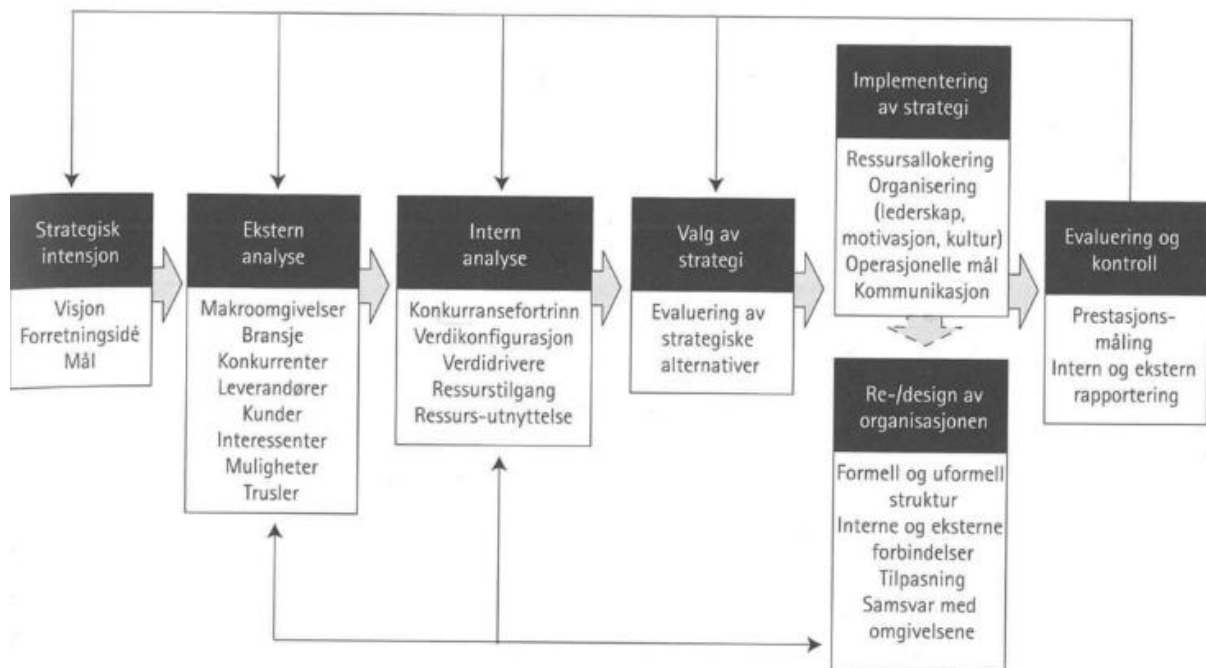 Strategisk
intensjon
Visjon
Forretningsidé
Mål
Ekstern
analyse
Makroomgivelser
Bransje
Konkurrenter
Leverandører
Kunder
Interessenter
Muligheter
Trusler
Intern
analyse
Konkurransefortrinn
Verdikonfigurasjon
Verdidrivere
Ressurstilgang
Ressurs-utnyttelse
Valg av
strategi
Evaluering av
strategiske
alternativer
Implementering
av strategi
Ressursallokering
Organisering
(lederskap,
motivasjon, kultur)
Operasjonelle mål
Kommunikasjon
Re-/design av
organisasjonen
Formell og uformell
struktur
Interne og eksterne
forbindelser
Tilpasning
Samsvar med
omgivelsene
Evaluering og
kontroll
Prestasjons-
måling
Intern og ekstern
rapportering